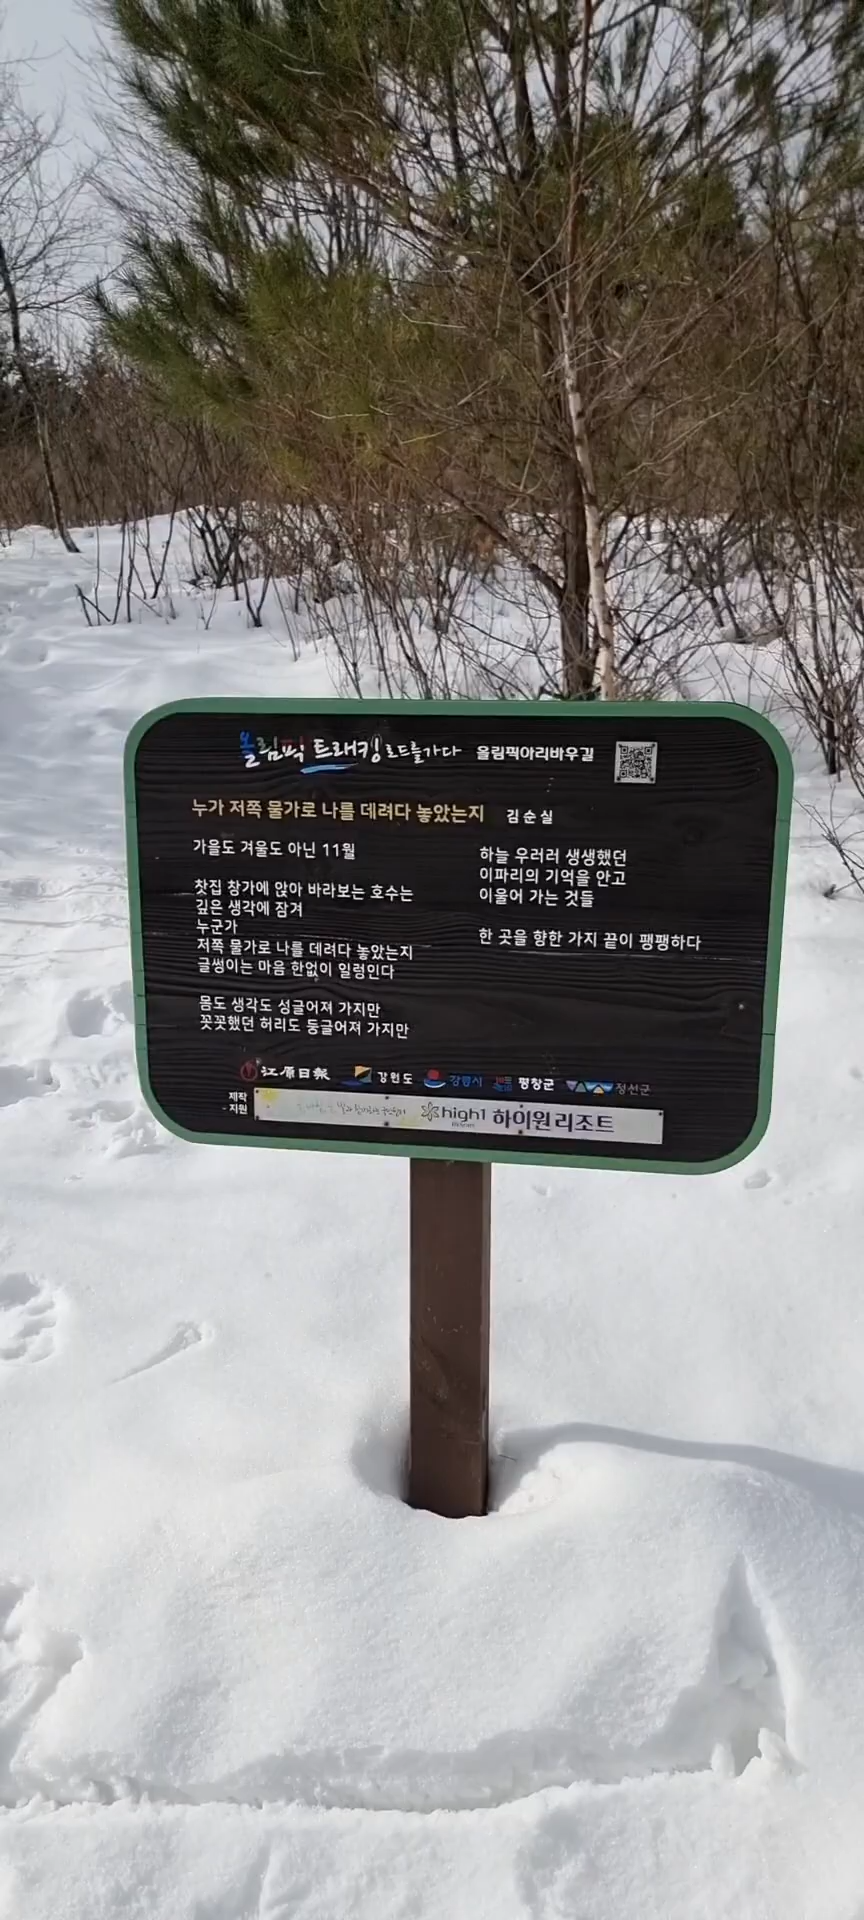 올림픽 트래킹 로드를가다 올림픽아리바우길
누가 저쪽 물가로 나를 데려다 놓았는지 김순실
가을도 겨울도 아닌 11월
찻집 창가에 앉아 바라보는 호수는
깊은 생각에 잠겨
누군가
저쪽 물가로 나를 데려다 놓았는지
글썽이는 마음 한없이 일렁인다
몸도 생각도 성글어져 가지만
꼿꼿했던 허리도 둥글어져 가지만
하늘 우러러 생생했던
이파리의 기억을 안고
이울어 가는 것들
한 곳을 향한 가지 끝이 팽팽하다
江原日報 강원도 강릉시 평창군 정선군
제작
지원
high1 하이원리조트